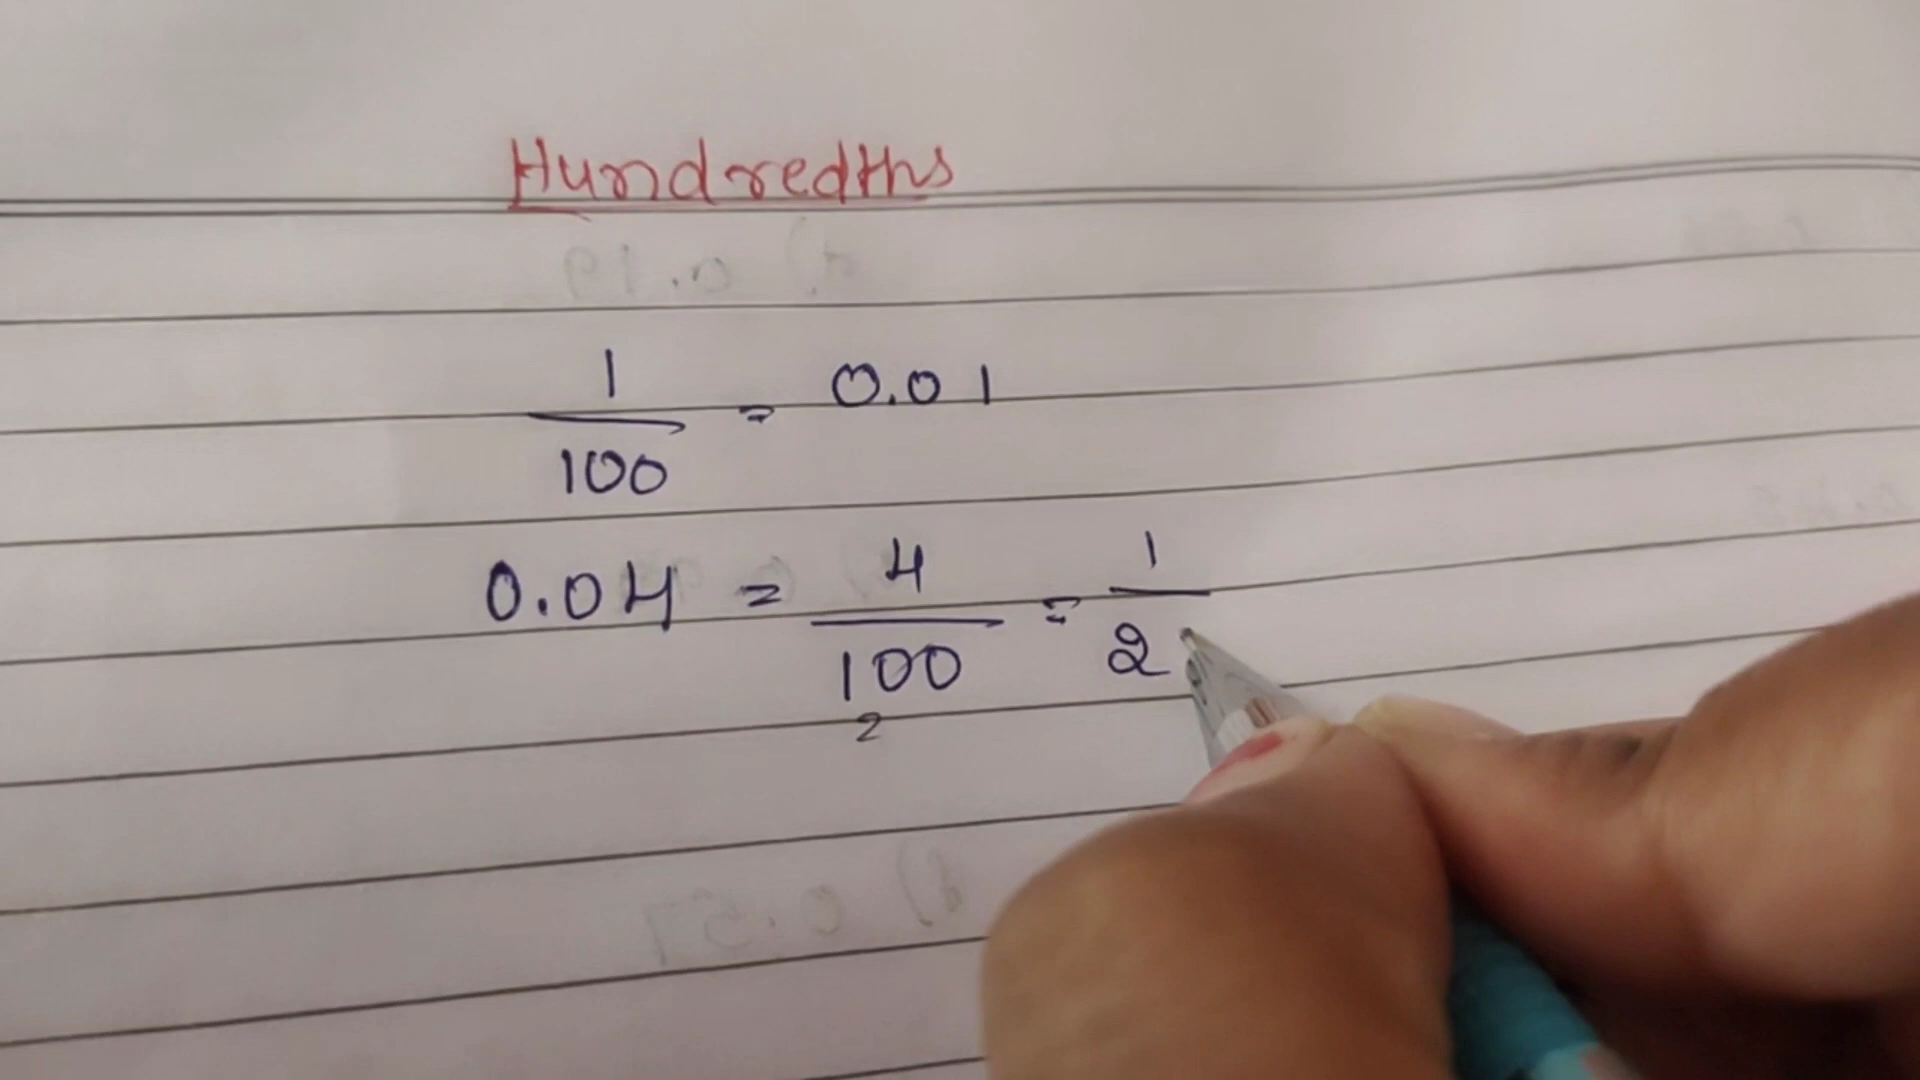 Hundredths
1/100 = 0.01
0.04 = 4/100 = 1/2
2